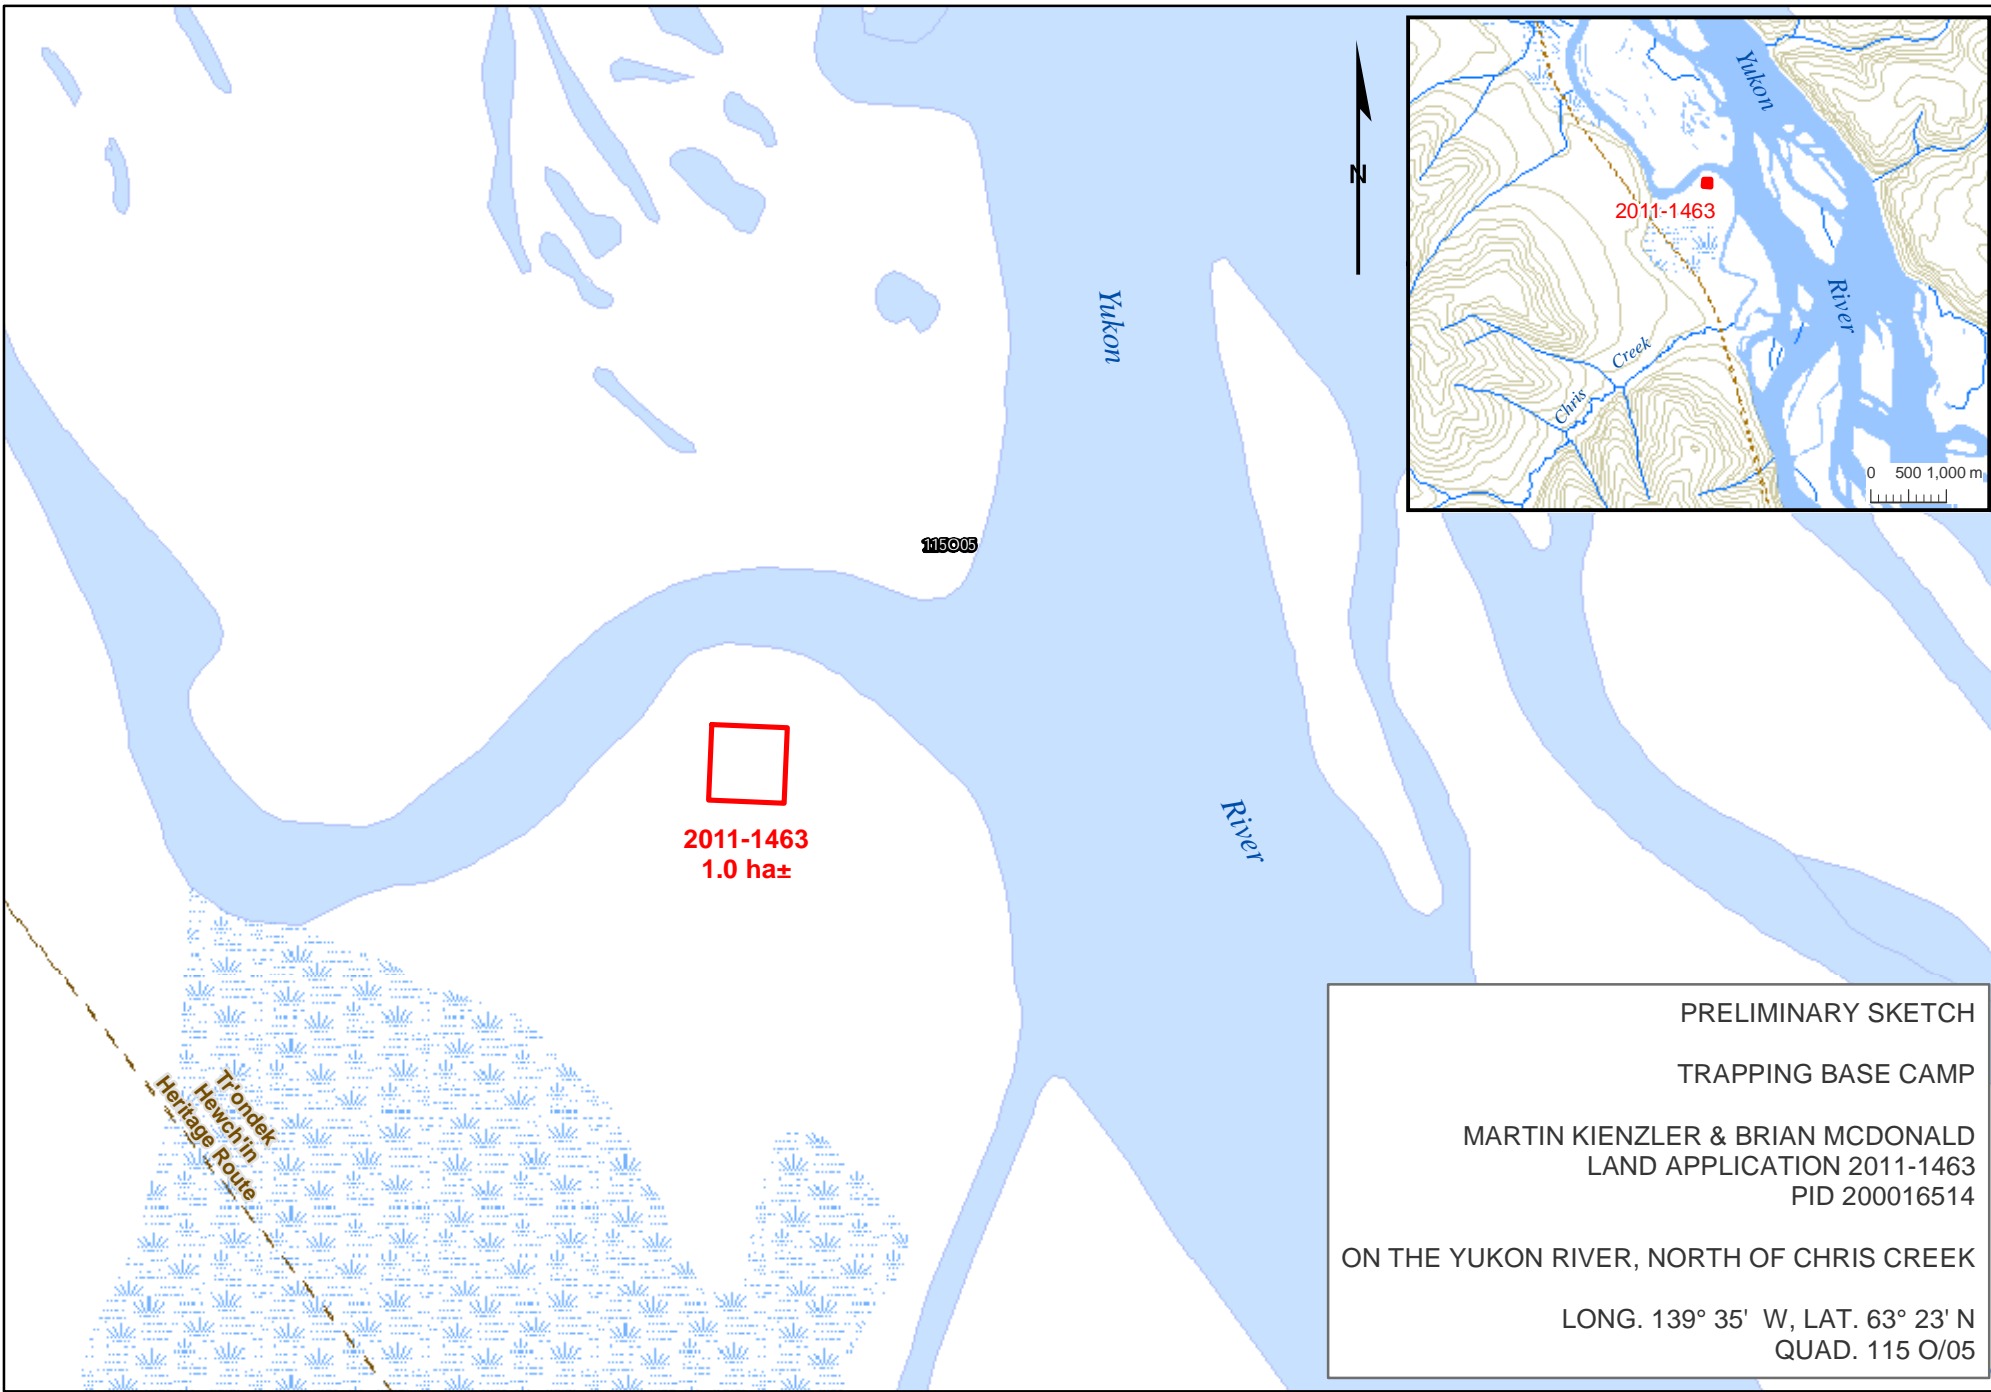 Yukon
River
2011-1463
Creek
Chris
0 500 1,000 m
N
Yukon
River
115O05
2011-1463
1.0 ha±
Tr'ondek
Hewch'in
Heritage Route
PRELIMINARY SKETCH
TRAPPING BASE CAMP
MARTIN KIENZLER & BRIAN MCDONALD
LAND APPLICATION 2011-1463
PID 200016514
ON THE YUKON RIVER, NORTH OF CHRIS CREEK
LONG. 139° 35' W, LAT. 63° 23' N
QUAD. 115 O/05